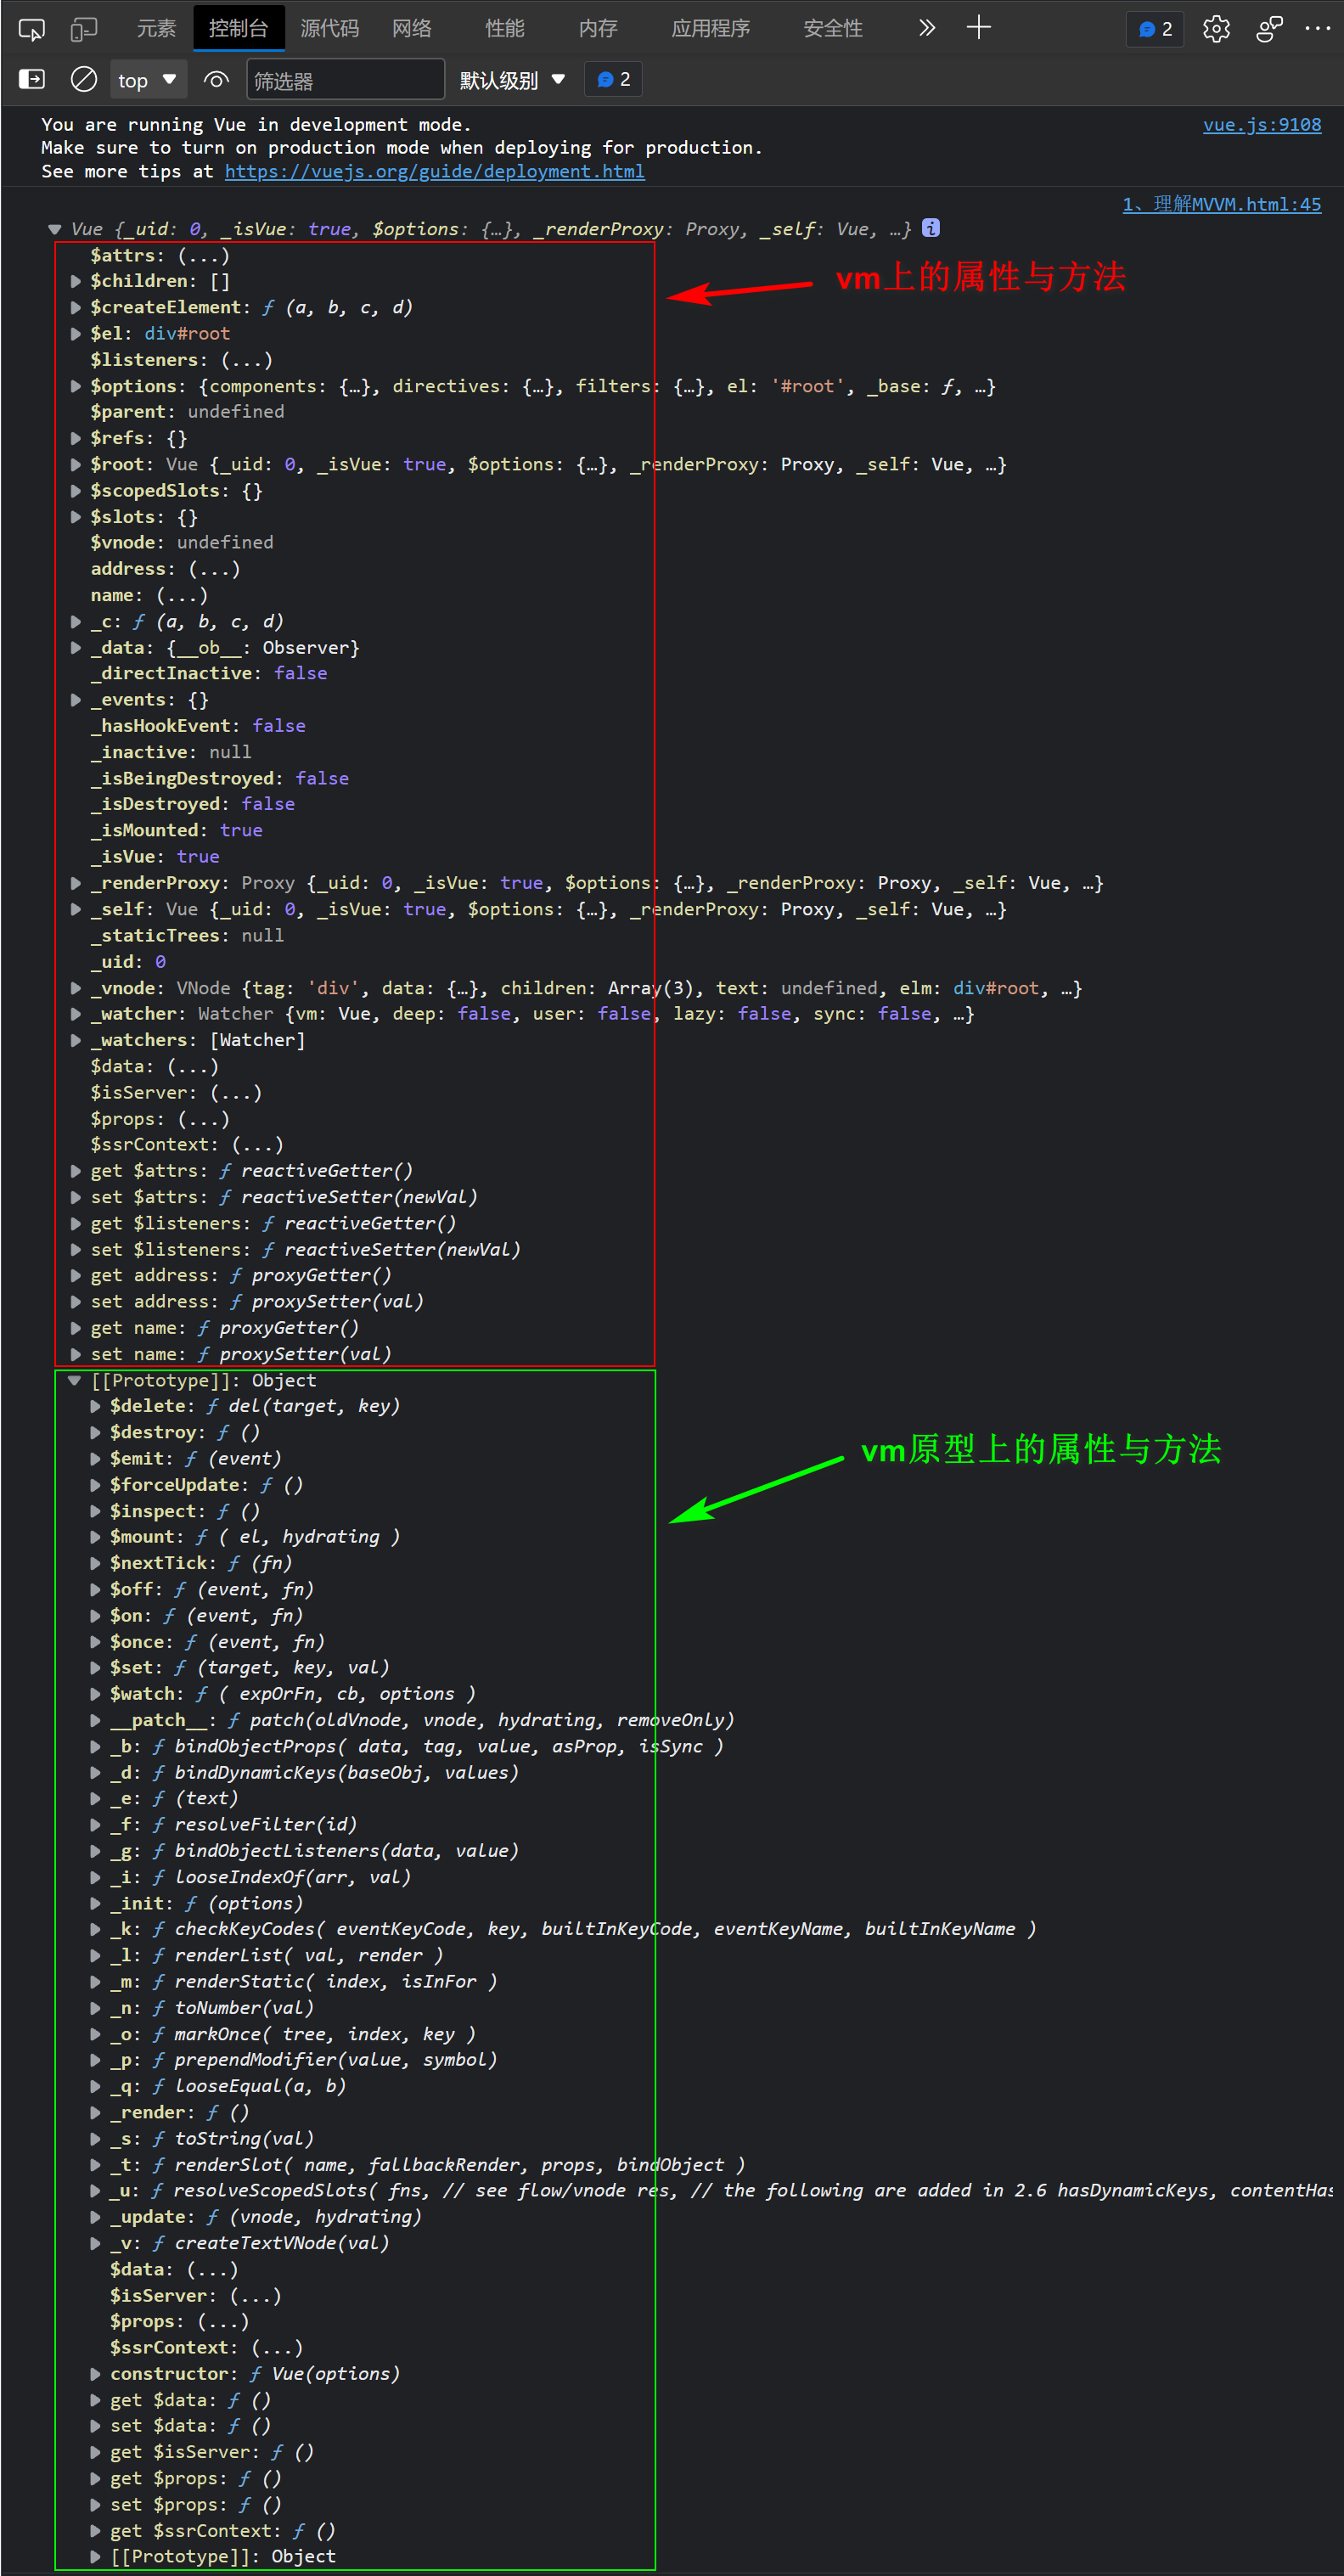 元素 控制台 源代码 网络 性能 内存 应用程序 安全性 2
top 筛选器 默认级别 2
You are running Vue in development mode. vue.js:9108
Make sure to turn on production mode when deploying for production.
See more tips at https://vuejs.org/guide/deployment.html
1、理解MVVM.html:45
Vue {_uid: 0, _isVue: true, $options: {…}, _renderProxy: Proxy, _self: Vue, …} i
$attrs: (...)
vm上的属性与方法
$children: []
$createElement: ƒ (a, b, c, d)
$el: div#root
$listeners: (...)
$options: {components: {…}, directives: {…}, filters: {…}, el: '#root', _base: ƒ, …}
$parent: undefined
$refs: {}
$root: Vue {_uid: 0, _isVue: true, $options: {…}, _renderProxy: Proxy, _self: Vue, …}
$scopedSlots: {}
$slots: {}
$vnode: undefined
address: (...)
name: (...)
_c: ƒ (a, b, c, d)
_data: {__ob__: Observer}
_directInactive: false
_events: {}
_hasHookEvent: false
_inactive: null
_isBeingDestroyed: false
_isDestroyed: false
_isMounted: true
_isVue: true
_renderProxy: Proxy {_uid: 0, _isVue: true, $options: {…}, _renderProxy: Proxy, _self: Vue, …}
_self: Vue {_uid: 0, _isVue: true, $options: {…}, _renderProxy: Proxy, _self: Vue, …}
_staticTrees: null
_uid: 0
_vnode: VNode {tag: 'div', data: {…}, children: Array(3), text: undefined, elm: div#root, …}
_watcher: Watcher {vm: Vue, deep: false, user: false, lazy: false, sync: false, …}
_watchers: [Watcher]
$data: (...)
$isServer: (...)
$props: (...)
$ssrContext: (...)
get $attrs: ƒ reactiveGetter()
set $attrs: ƒ reactiveSetter(newVal)
get $listeners: ƒ reactiveGetter()
set $listeners: ƒ reactiveSetter(newVal)
get address: ƒ proxyGetter()
set address: ƒ proxySetter(val)
get name: ƒ proxyGetter()
set name: ƒ proxySetter(val)
[[Prototype]]: Object
$delete: ƒ del(target, key)
$destroy: ƒ ()
vm原型上的属性与方法
$emit: ƒ (event)
$forceUpdate: ƒ ()
$inspect: ƒ ()
$mount: ƒ ( el, hydrating )
$nextTick: ƒ (fn)
$off: ƒ (event, fn)
$on: ƒ (event, fn)
$once: ƒ (event, fn)
$set: ƒ (target, key, val)
$watch: ƒ ( expOrFn, cb, options )
__patch__: ƒ patch(oldVnode, vnode, hydrating, removeOnly)
_b: ƒ bindObjectProps( data, tag, value, asProp, isSync )
_d: ƒ bindDynamicKeys(baseObj, values)
_e: ƒ (text)
_f: ƒ resolveFilter(id)
_g: ƒ bindObjectListeners(data, value)
_i: ƒ looseIndexOf(arr, val)
_init: ƒ (options)
_k: ƒ checkKeyCodes( eventKeyCode, key, builtInKeyCode, eventKeyName, builtInKeyName )
_l: ƒ renderList( val, render )
_m: ƒ renderStatic( index, isInFor )
_n: ƒ toNumber(val)
_o: ƒ markOnce( tree, index, key )
_p: ƒ prependModifier(value, symbol)
_q: ƒ looseEqual(a, b)
_render: ƒ ()
_s: ƒ toString(val)
_t: ƒ renderSlot( name, fallbackRender, props, bindObject )
_u: ƒ resolveScopedSlots( fns, // see flow/vnode res, // the following are added in 2.6 hasDynamicKeys, contentHas
_update: ƒ (vnode, hydrating)
_v: ƒ createTextVNode(val)
$data: (...)
$isServer: (...)
$props: (...)
$ssrContext: (...)
constructor: ƒ Vue(options)
get $data: ƒ ()
set $data: ƒ ()
get $isServer: ƒ ()
get $props: ƒ ()
set $props: ƒ ()
get $ssrContext: ƒ ()
[[Prototype]]: Object